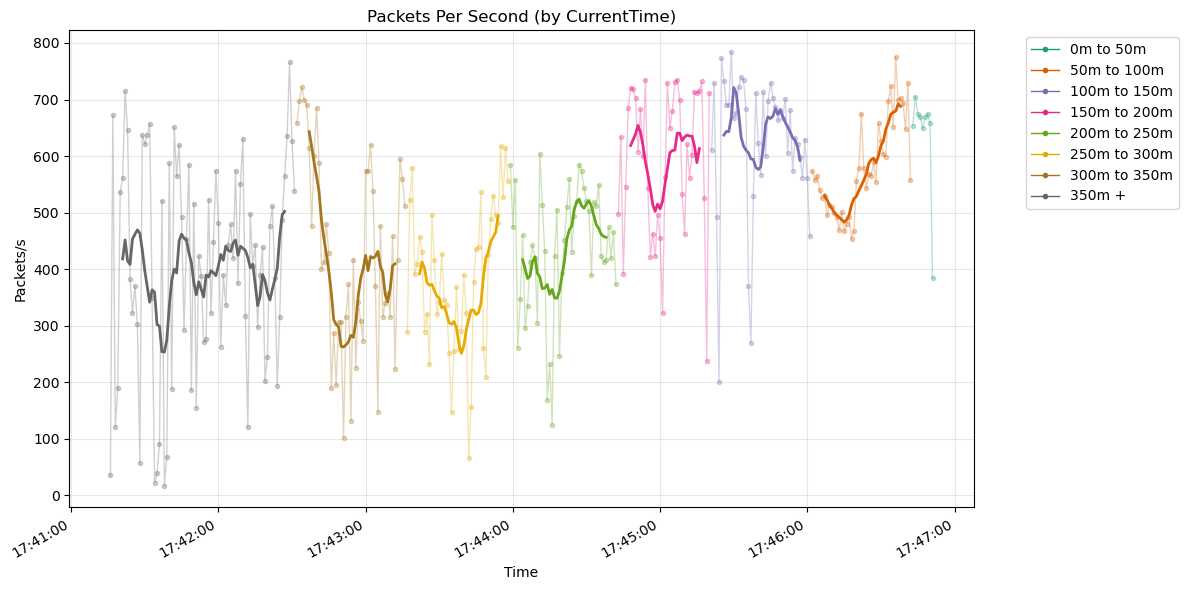 Packets Per Second (by CurrentTime)
800
700
600
500
400
300
200
100
0
Packets/s
17:41:00
17:42:00
17:43:00
17:44:00
17:45:00
17:46:00
17:47:00
Time
0m to 50m
50m to 100m
100m to 150m
150m to 200m
200m to 250m
250m to 300m
300m to 350m
350m +